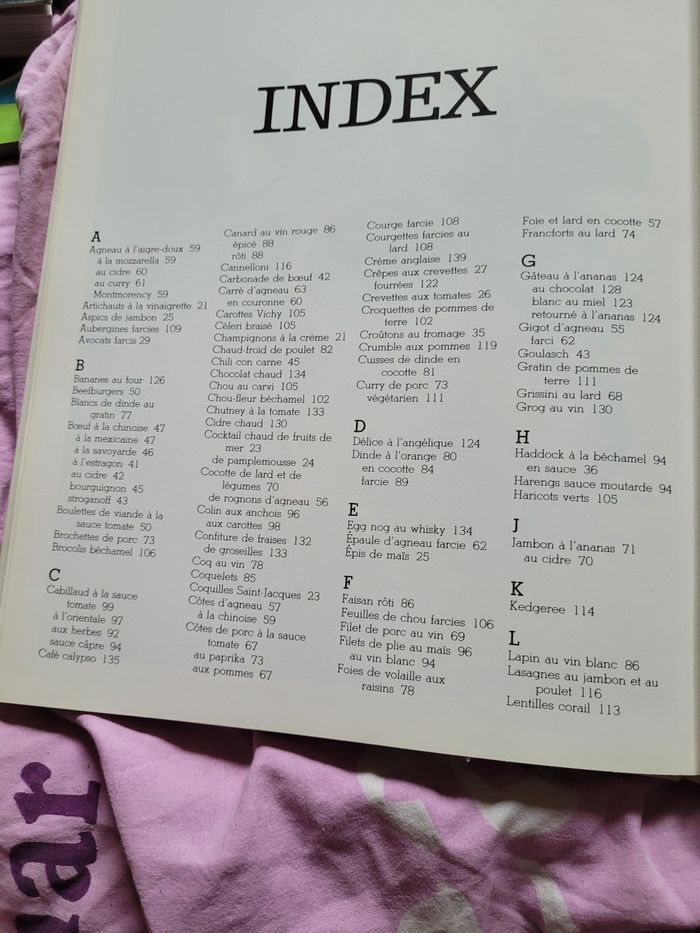 INDEX
A
Agneau à l'aigre-doux 59
à la mozzarella 59
au cidre 60
au curry 61
Montmorency 59
Artichauts à la vinaigrette 21
Aspics de jambon 25
Aubergines farcies 109
Avocats farcis 29
B
Bananes au four 126
Beefburgers 50
Blancs de dinde au
gratin 77
Bœuf à la chinoise 47
à la mexicaine 47
à la savoyarde 46
à l'estragon 41
au cidre 42
bourguignon 45
stroganoff 43
Boulettes de viande à la
sauce tomate 50
Brochettes de porc 73
Brocolis béchamel 106
C
Cabillaud à la sauce
tomate 99
à l'orientale 97
aux herbes 92
sauce câpre 94
Café calypso 135
Canard au vin rouge 86
épicé 88
rôti 88
Cannelloni 116
Carbonade de bœuf 42
Carré d'agneau 63
en couronne 60
Carottes Vichy 105
Céleri braisé 105
Champignons à la crème 21
Chaud-froid de poulet 82
Chili con carne 45
Chocolat chaud 134
Chou au carvi 105
Chou-fleur béchamel 102
Chutney à la tomate 133
Cidre chaud 130
Cocktail chaud de fruits de
mer 23
de pamplemousse 24
Cocotte de lard et de
légumes 70
de rognons d'agneau 56
Colin aux anchois 96
aux carottes 98
Confiture de fraises 132
de groseilles 133
Coq au vin 78
Coquelets 85
Coquilles Saint-Jacques 23
Côtes d'agneau 57
à la chinoise 59
Côtes de porc à la sauce
tomate 67
au paprika 73
aux pommes 67
Courge farcie 108
Courgettes farcies au
lard 108
Crème anglaise 139
Crêpes aux crevettes 27
fourrées 122
Crevettes aux tomates 26
Croquettes de pommes de
terre 102
Croûtons au fromage 35
Crumble aux pommes 119
Cuisses de dinde en
cocotte 81
Curry de porc 73
végétarien 111
D
Délice à l'angélique 124
Dinde à l'orange 80
en cocotte 84
farcie 89
E
Egg nog au whisky 134
Épaule d'agneau farcie 62
Épis de maïs 25
F
Faisan rôti 86
Feuilles de chou farcies 106
Filet de porc au vin 69
Filets de plie au maïs 96
au vin blanc 94
Foies de volaille aux
raisins 78
Foie et lard en cocotte 57
Francforts au lard 74
G
Gâteau à l'ananas 124
au chocolat 128
blanc au miel 123
retourné à l'ananas 124
Gigot d'agneau 55
farci 62
Goulasch 43
Gratin de pommes de
terre 111
Grissini au lard 68
Grog au vin 130
H
Haddock à la béchamel 94
en sauce 36
Harengs sauce moutarde 94
Haricots verts 105
J
Jambon à l'ananas 71
au cidre 70
K
Kedgeree 114
L
Lapin au vin blanc 86
Lasagnes au jambon et au
poulet 116
Lentilles corail 113